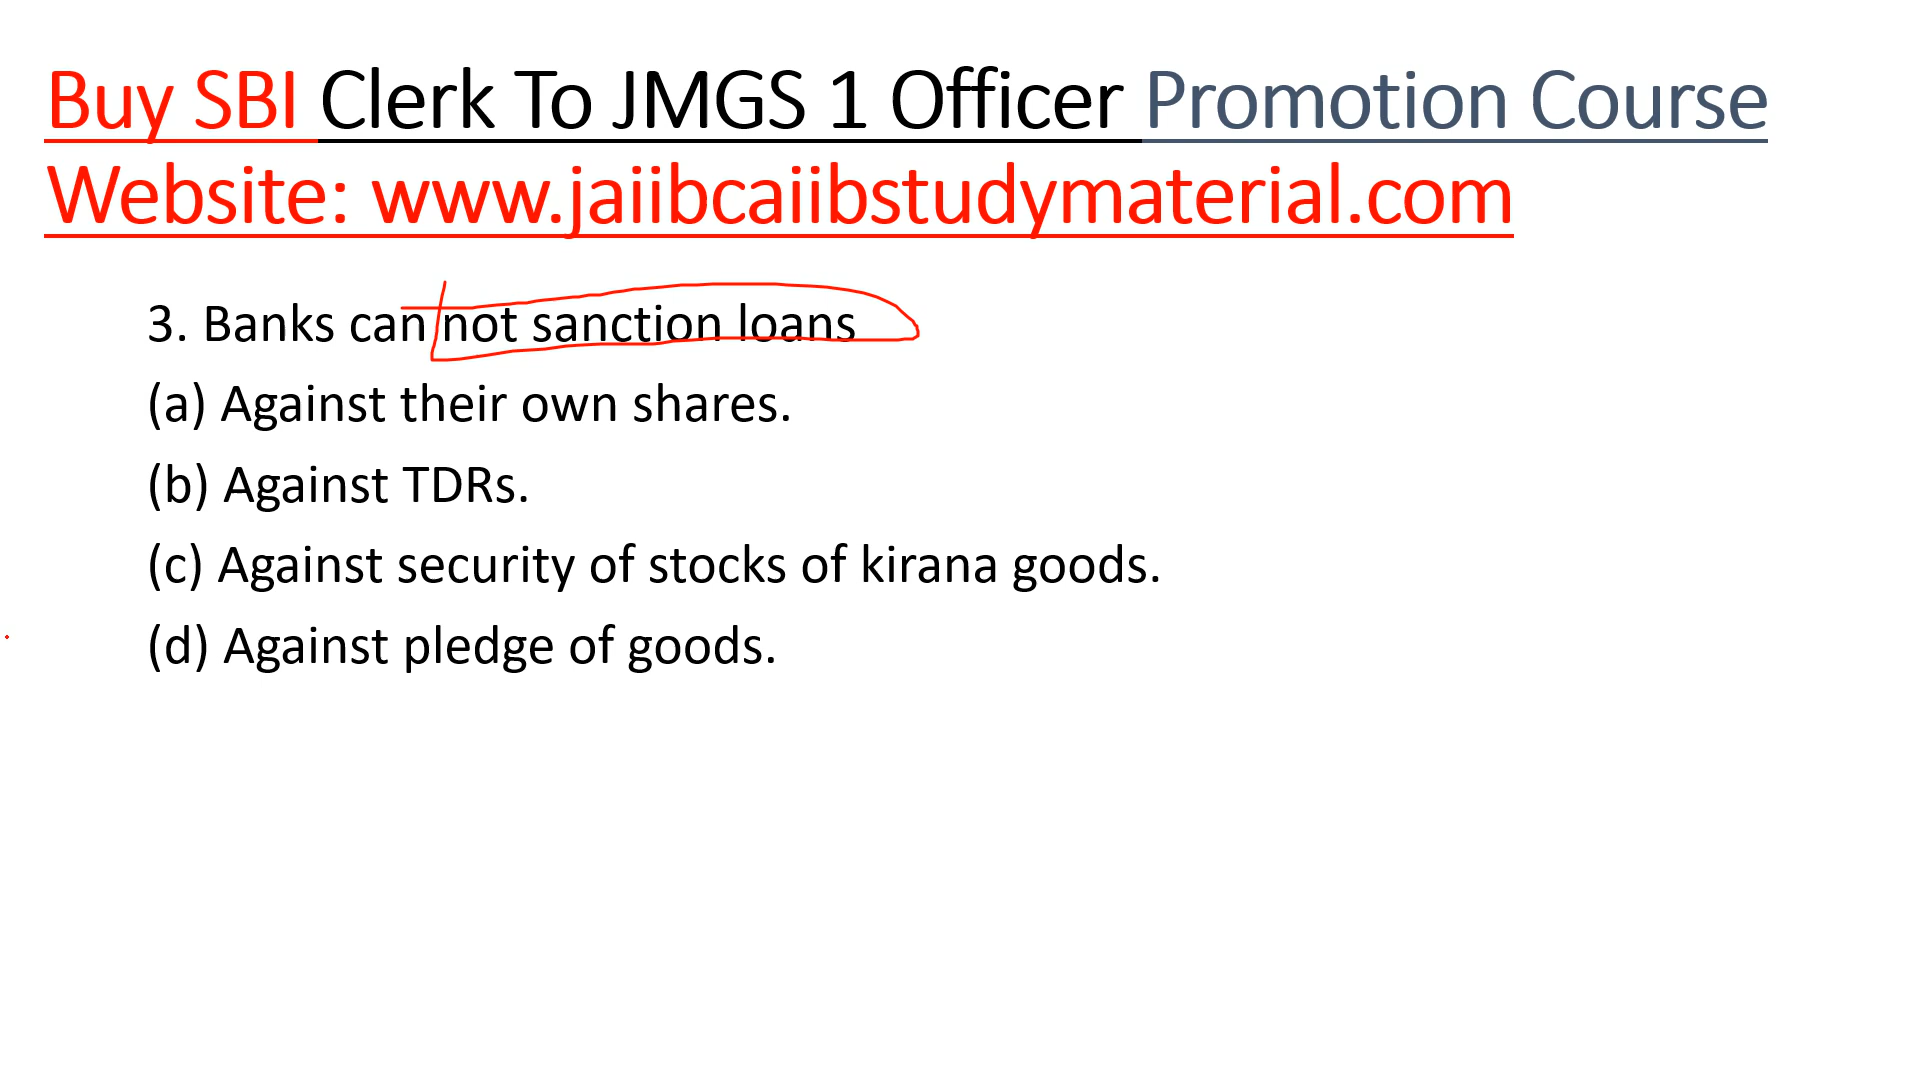 Buy SBI Clerk To JMGS 1 Officer Promotion Course
Website: www.jaiibcaiibstudymaterial.com
3. Banks can not sanction loans
(a) Against their own shares.
(b) Against TDRs.
(c) Against security of stocks of kirana goods.
(d) Against pledge of goods.